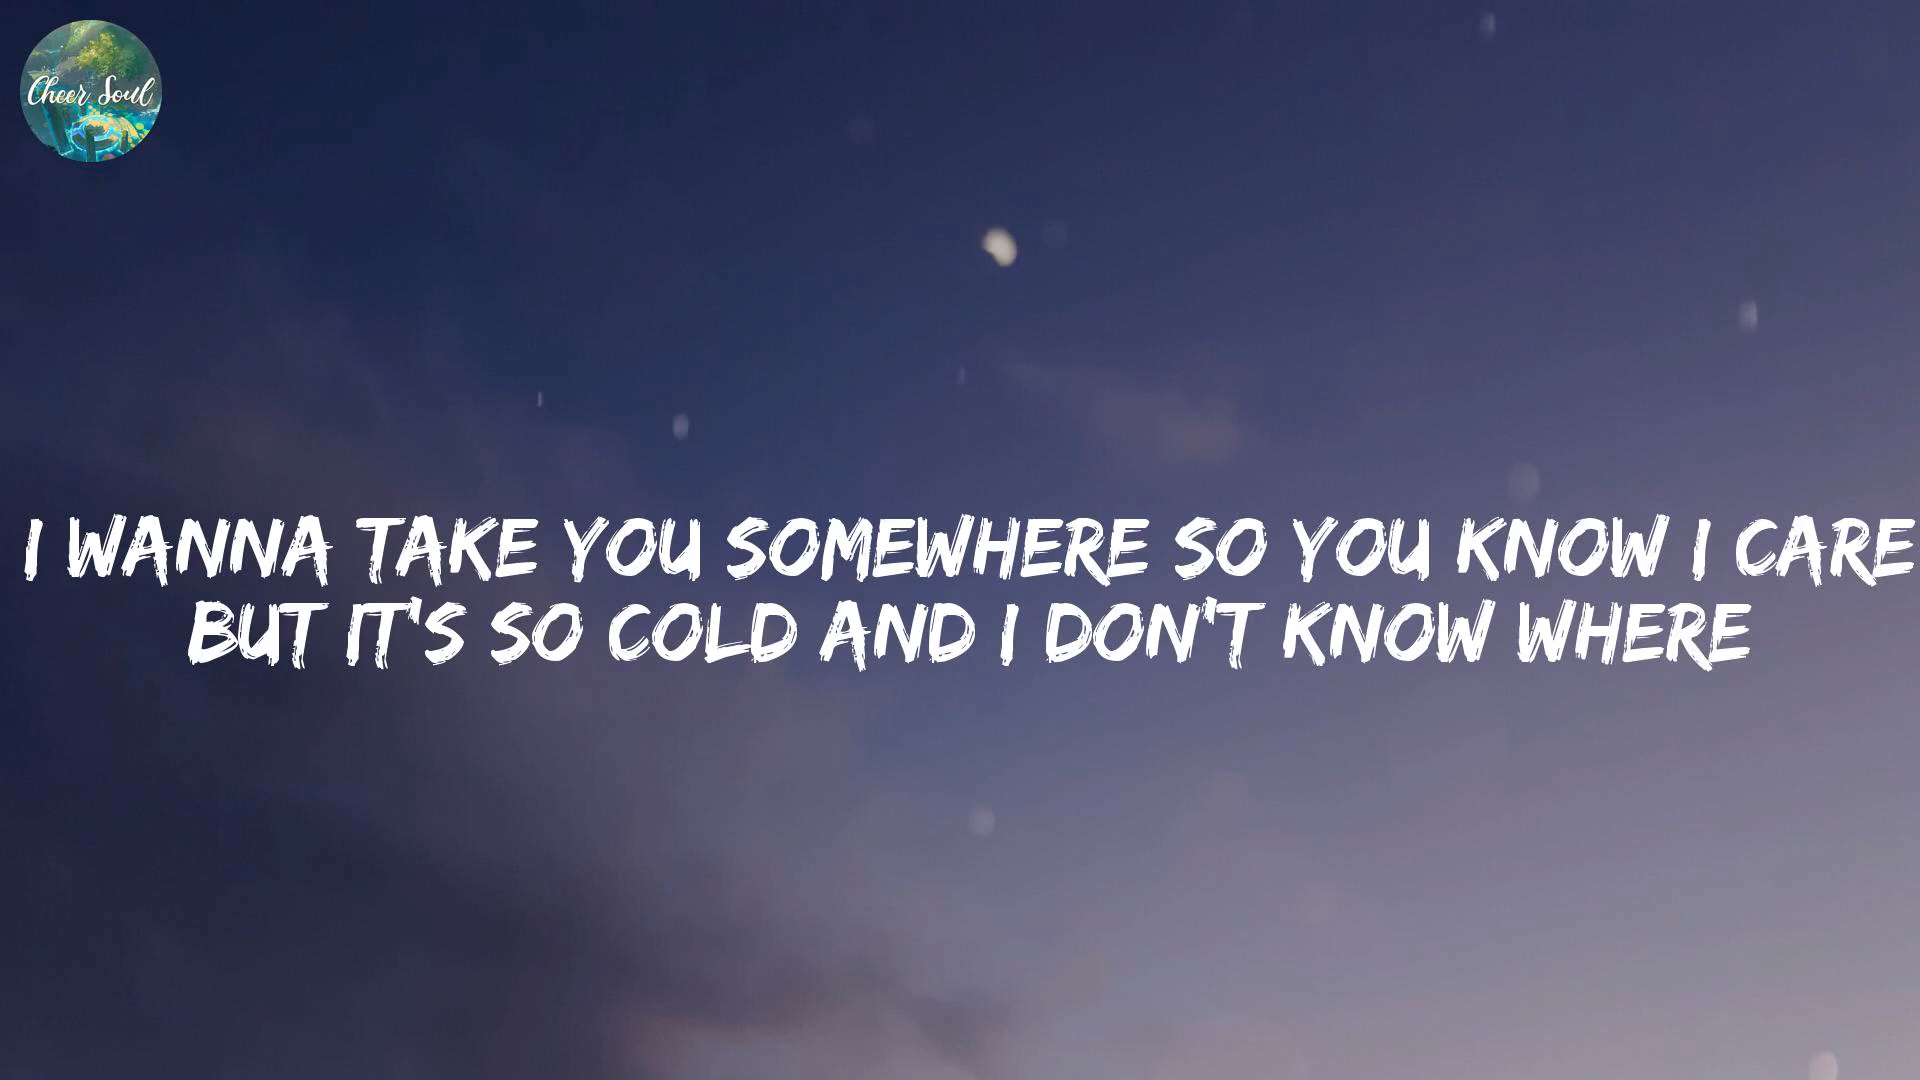 Cheer Soul
I WANNA TAKE YOU SOMEWHERE SO YOU KNOW I CARE
BUT IT'S SO COLD AND I DON'T KNOW WHERE